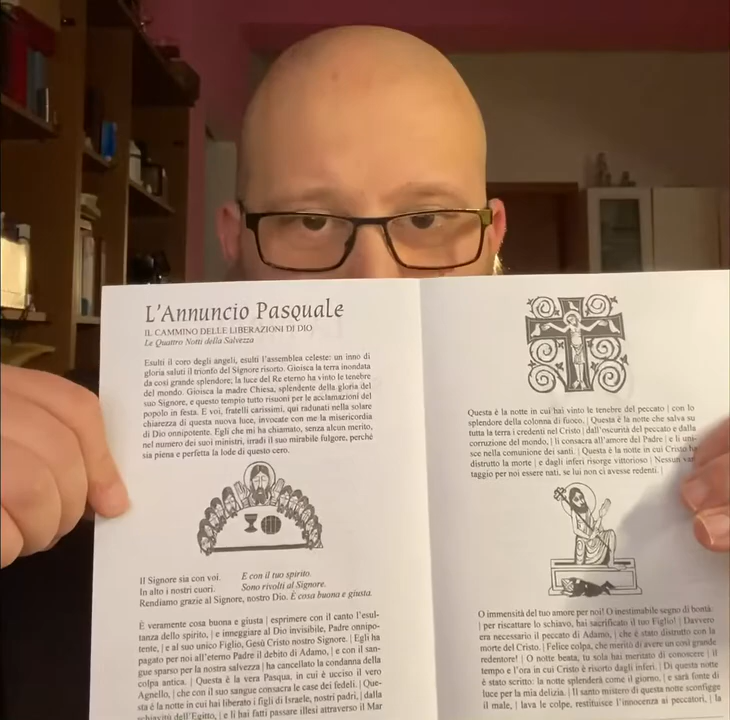 L'Annuncio Pasquale
IL CAMMINO DELLE LIBERAZIONI DI DIO
Le Quattro Notti della Salvezza
Esulti il coro degli angeli, esulti l'assemblea celeste: un inno di
gloria saluti il trionfo del Signore risorto. Gioisca la terra inondata
da così grande splendore; la luce del Re eterno ha vinto le tenebre
del mondo. Gioisca la madre Chiesa, splendente della gloria del
suo Signore, e questo tempio tutto risuoni per le acclamazioni del
popolo in festa. E voi, fratelli carissimi, qui radunati nella solare
chiarezza di questa nuova luce, invocate con me la misericordia
di Dio onnipotente. Egli che mi ha chiamato, senza alcun merito,
nel numero dei suoi ministri, irradi il suo mirabile fulgore, perché
sia piena e perfetta la lode di questo cero.
Il Signore sia con voi. E con il tuo spirito.
In alto i nostri cuori. Sono rivolti al Signore.
Rendiamo grazie al Signore, nostro Dio. È cosa buona e giusta.
È veramente cosa buona e giusta | esprimere con il canto l'esul-
tanza dello spirito, | e inneggiare al Dio invisibile, Padre onnipo-
tente, | e al suo unico Figlio, Gesù Cristo nostro Signore. | Egli ha
pagato per noi all'eterno Padre il debito di Adamo, | e con il san-
gue sparso per la nostra salvezza | ha cancellato la condanna della
colpa antica. | Questa è la vera Pasqua, in cui è ucciso il vero
Agnello, | che con il suo sangue consacra le case dei fedeli. | Que-
sta è la notte in cui hai liberato i figli di Israele, nostri padri, | dalla
schiavitù dell'Egitto, | e li hai fatti passare illesi attraverso il Mar
Questa è la notte in cui hai vinto le tenebre del peccato | con lo
splendore della colonna di fuoco. | Questa è la notte che salva su
tutta la terra i credenti nel Cristo | dall'oscurità del peccato e dalla
corruzione del mondo, | li consacra all'amore del Padre | e li uni-
sce nella comunione dei santi. | Questa è la notte in cui Cristo ha
distrutto la morte | e dagli inferi risorge vittorioso | Nessun van-
taggio per noi essere nati, se lui non ci avesse redenti. |
O immensità del tuo amore per noi! O inestimabile segno di bontà:
| per riscattare lo schiavo, hai sacrificato il tuo Figlio! | Davvero
era necessario il peccato di Adamo, | che è stato distrutto con la
morte del Cristo. | Felice colpa, che meritò di avere un così grande
redentore! | O notte beata, tu sola hai meritato di conoscere | il
tempo e l'ora in cui Cristo è risorto dagli inferi. | Di questa notte
è stato scritto: la notte splenderà come il giorno, | e sarà fonte di
luce per la mia delizia. | Il santo mistero di questa notte sconfigge
il male, | lava le colpe, restituisce l'innocenza ai peccatori, | la